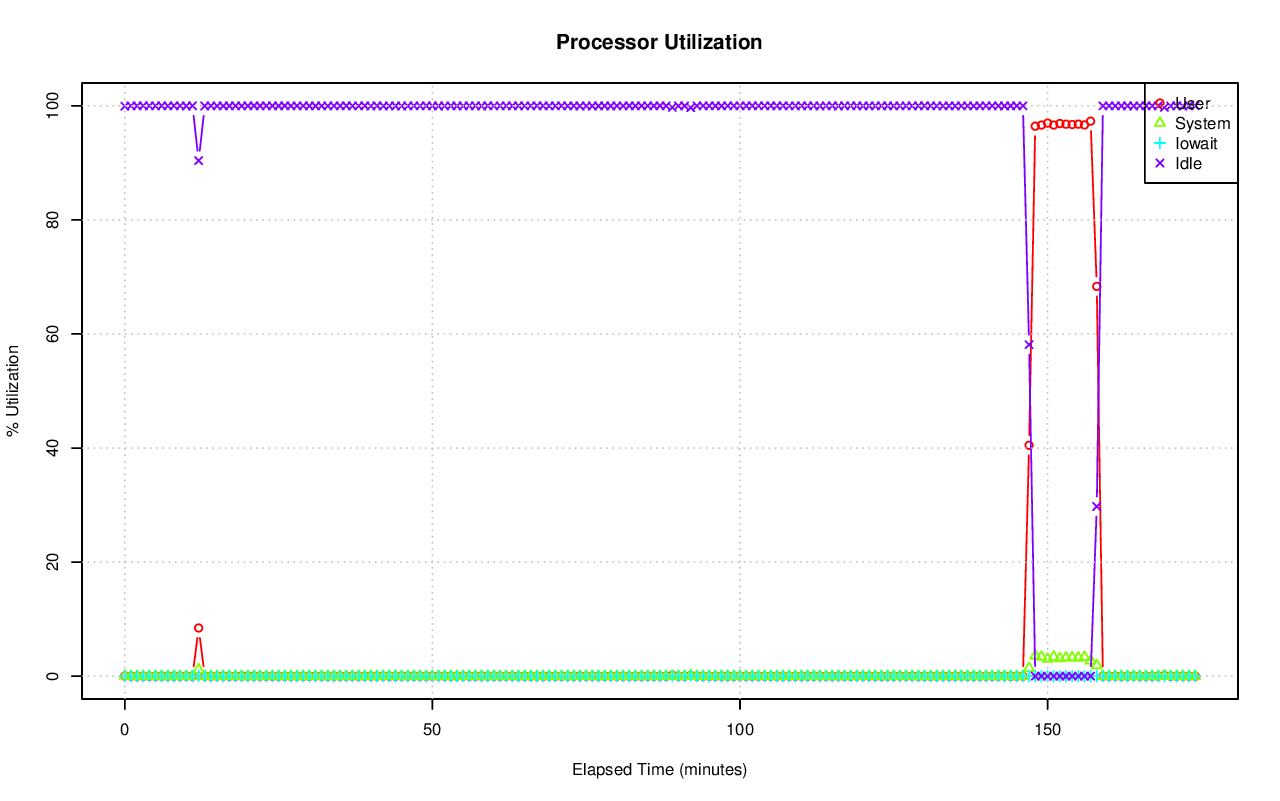 Processor Utilization
% Utilization
100
80
60
40
20
0
User
System
Iowait
Idle
0 50 100 150
Elapsed Time (minutes)